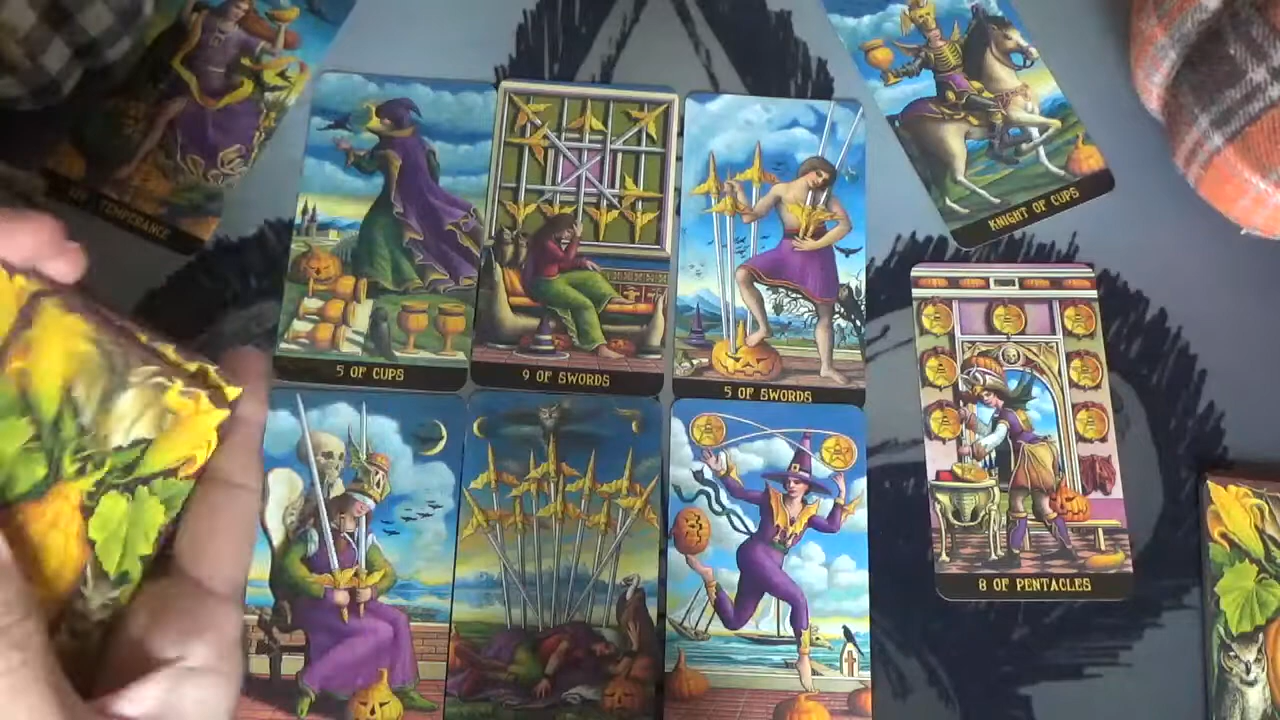 TEMPERANCE
KNIGHT OF CUPS
5 OF CUPS
9 OF SWORDS
5 OF SWORDS
8 OF PENTACLES